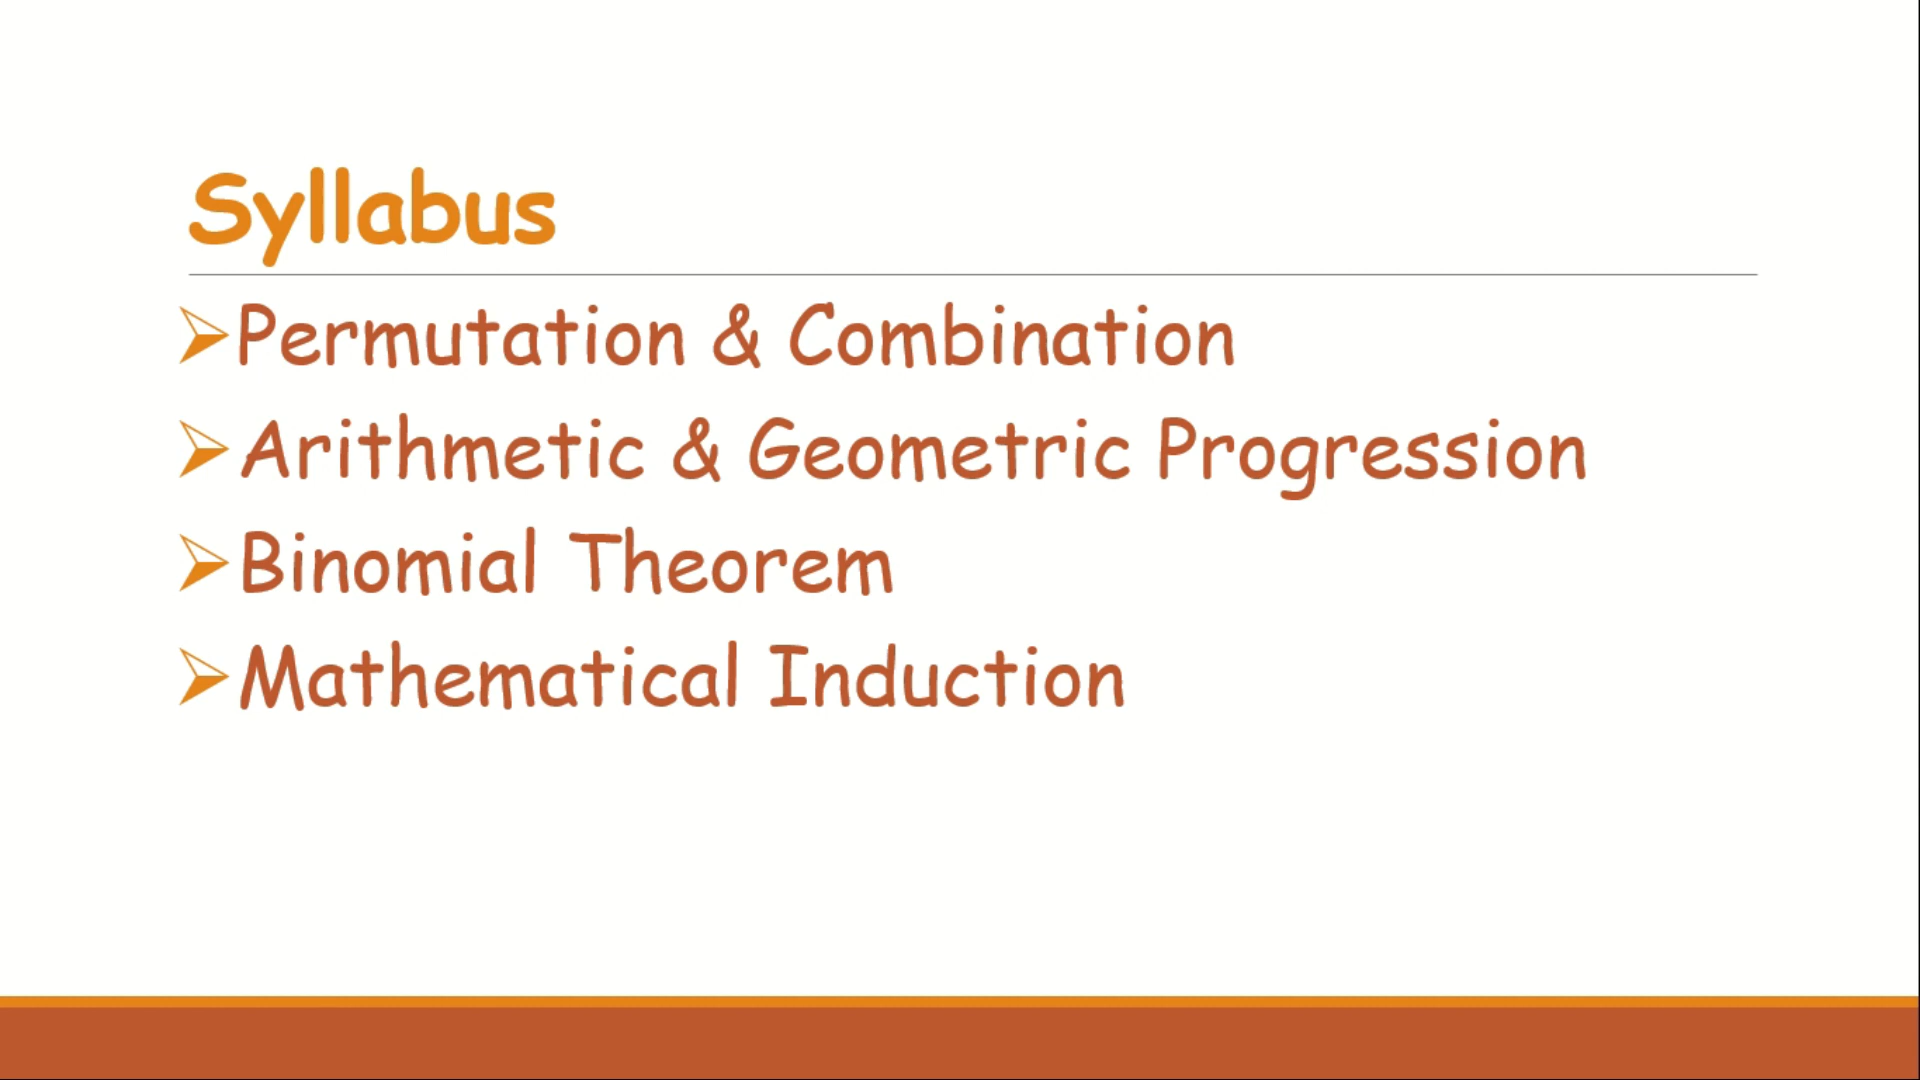 Syllabus
➢Permutation & Combination
➢Arithmetic & Geometric Progression
➢Binomial Theorem
➢Mathematical Induction